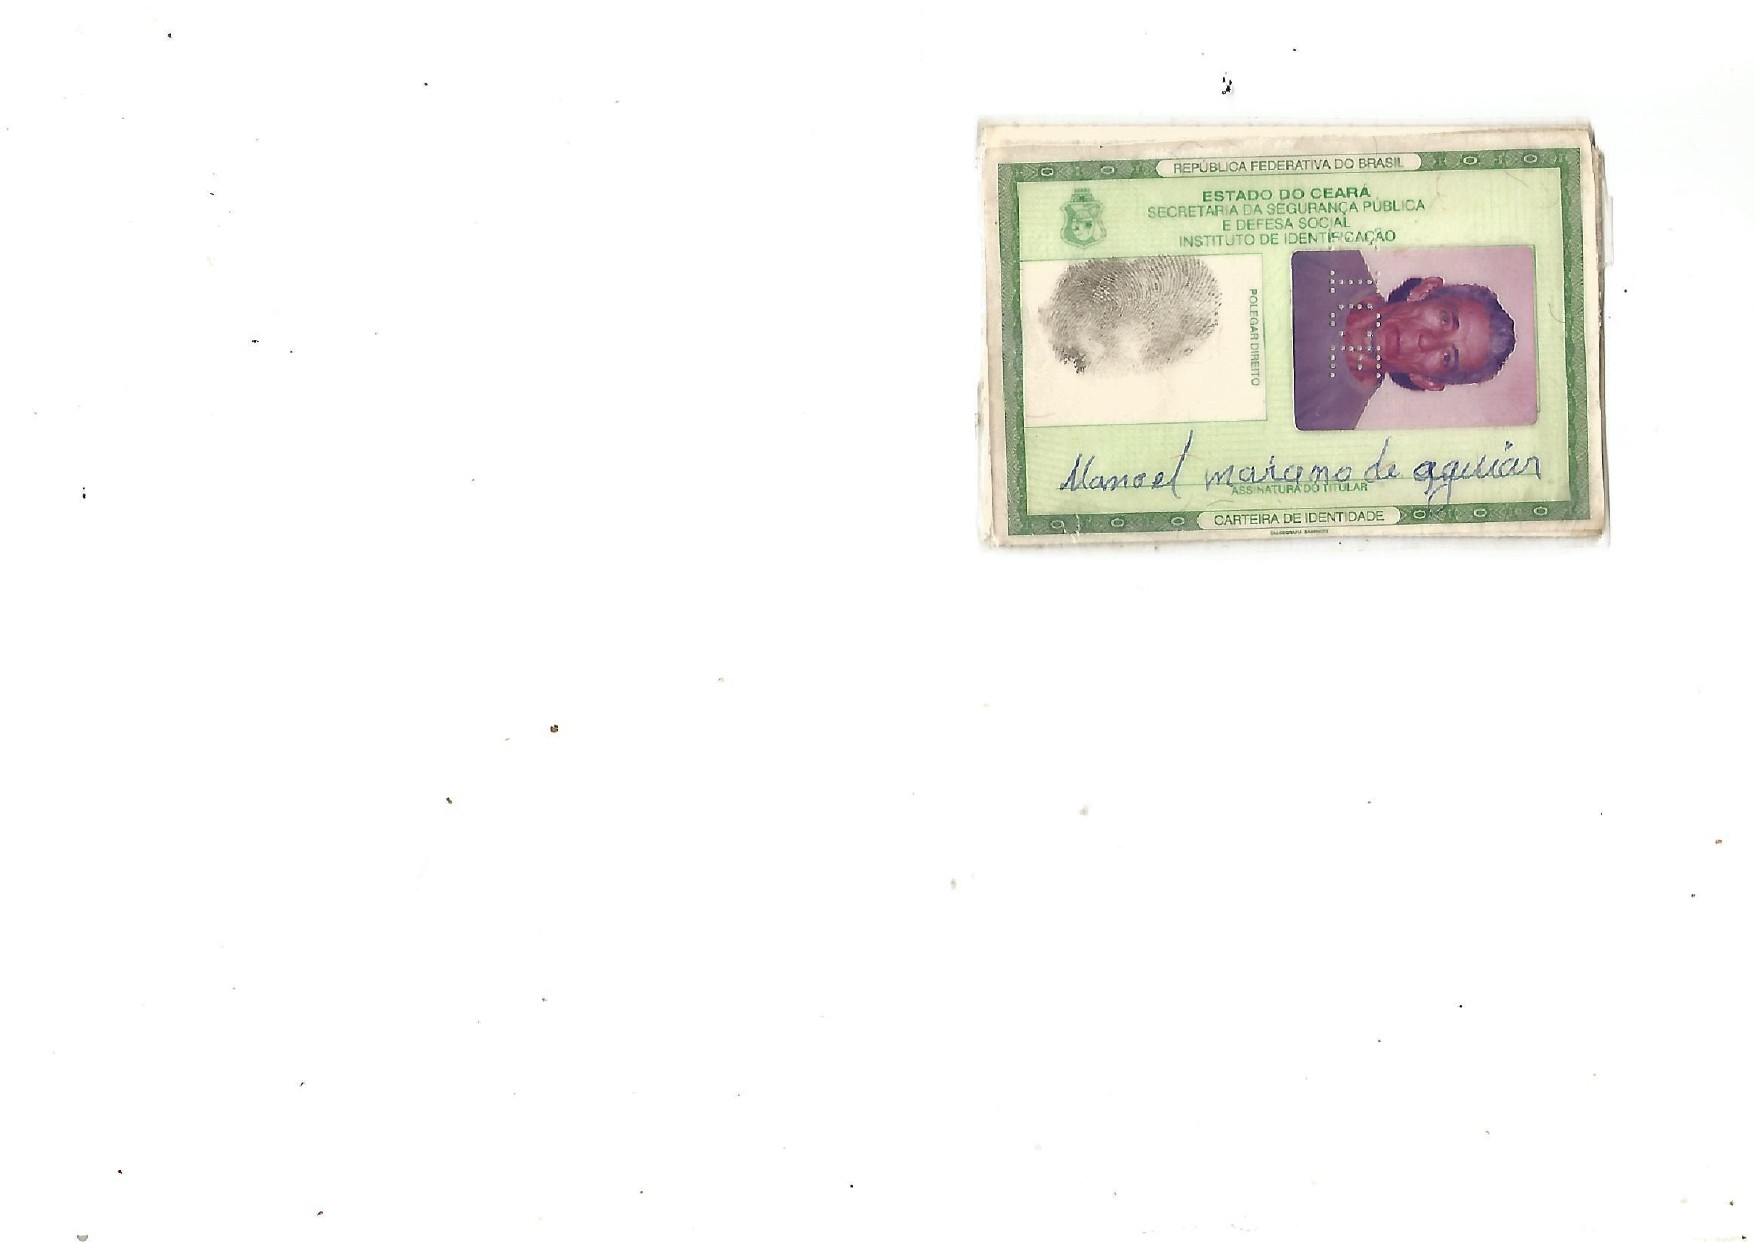 REPÚBLICA FEDERATIVA DO BRASIL
ESTADO DO CEARÁ
SECRETARIA DA SEGURANÇA PÚBLICA
E DEFESA SOCIAL
INSTITUTO DE IDENTIFICAÇÃO
POLEGAR DIREITO
Manoel mariano de aguiar
ASSINATURA DO TITULAR
CARTEIRA DE IDENTIDADE